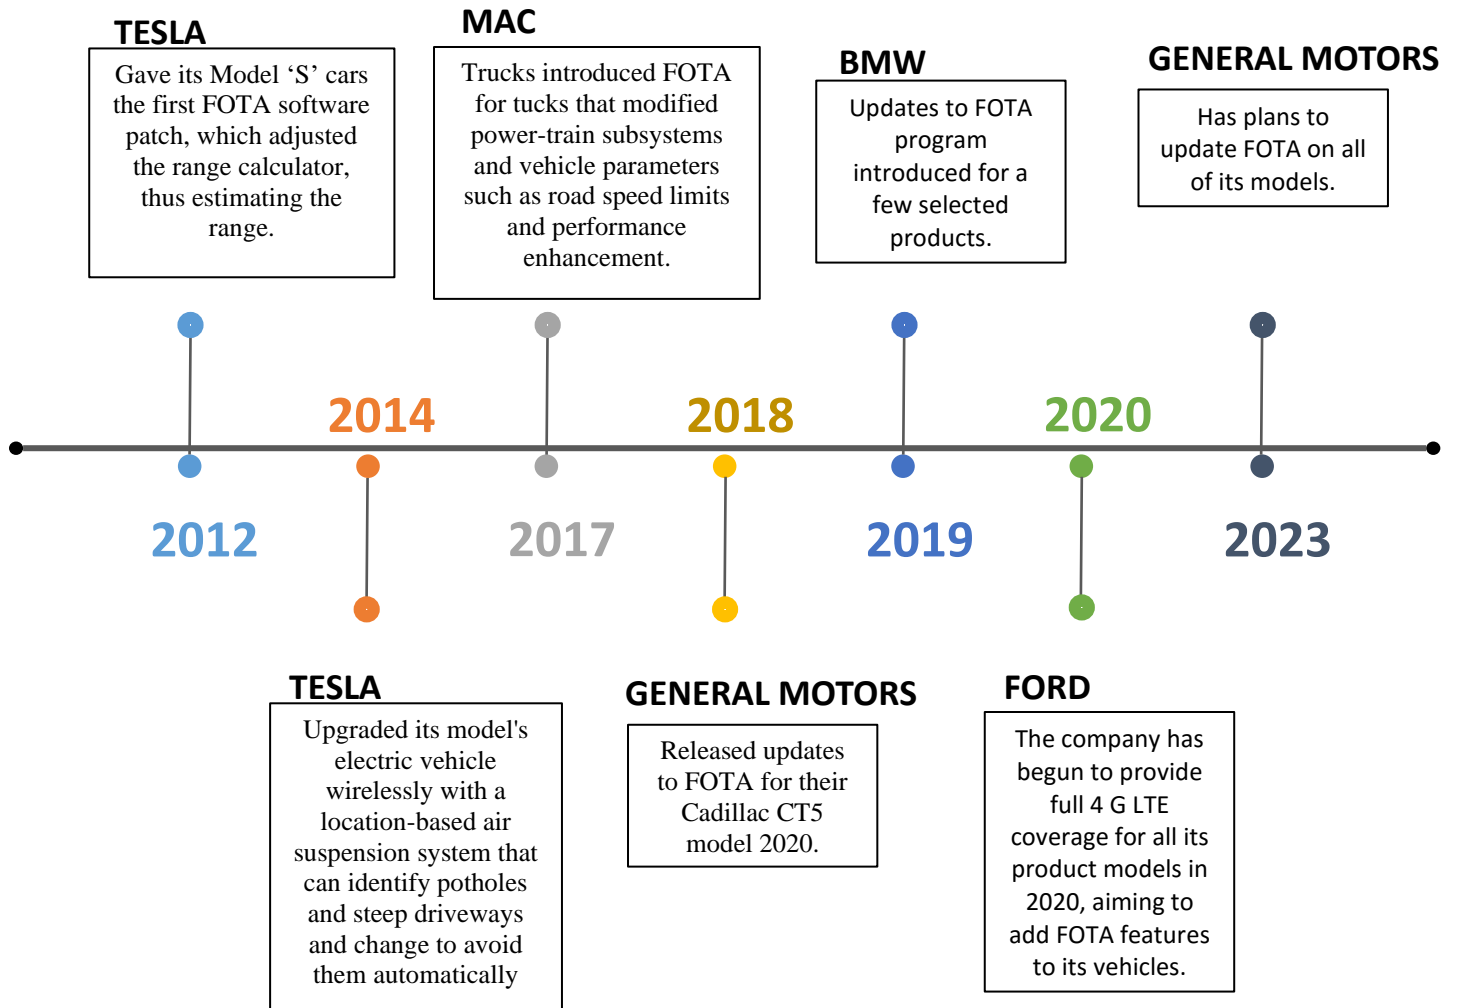 TESLA
Gave its Model ‘S’ cars
the first FOTA software
patch, which adjusted
the range calculator,
thus estimating the
range.
MAC
Trucks introduced FOTA
for tucks that modified
power-train subsystems
and vehicle parameters
such as road speed limits
and performance
enhancement.
BMW
Updates to FOTA
program
introduced for a
few selected
products.
GENERAL MOTORS
Has plans to
update FOTA on all
of its models.
2014
2018
2020
2012
2017
2019
2023
TESLA
Upgraded its model's
electric vehicle
wirelessly with a
location-based air
suspension system that
can identify potholes
and steep driveways
and change to avoid
them automatically
GENERAL MOTORS
Released updates
to FOTA for their
Cadillac CT5
model 2020.
FORD
The company has
begun to provide
full 4 G LTE
coverage for all its
product models in
2020, aiming to
add FOTA features
to its vehicles.